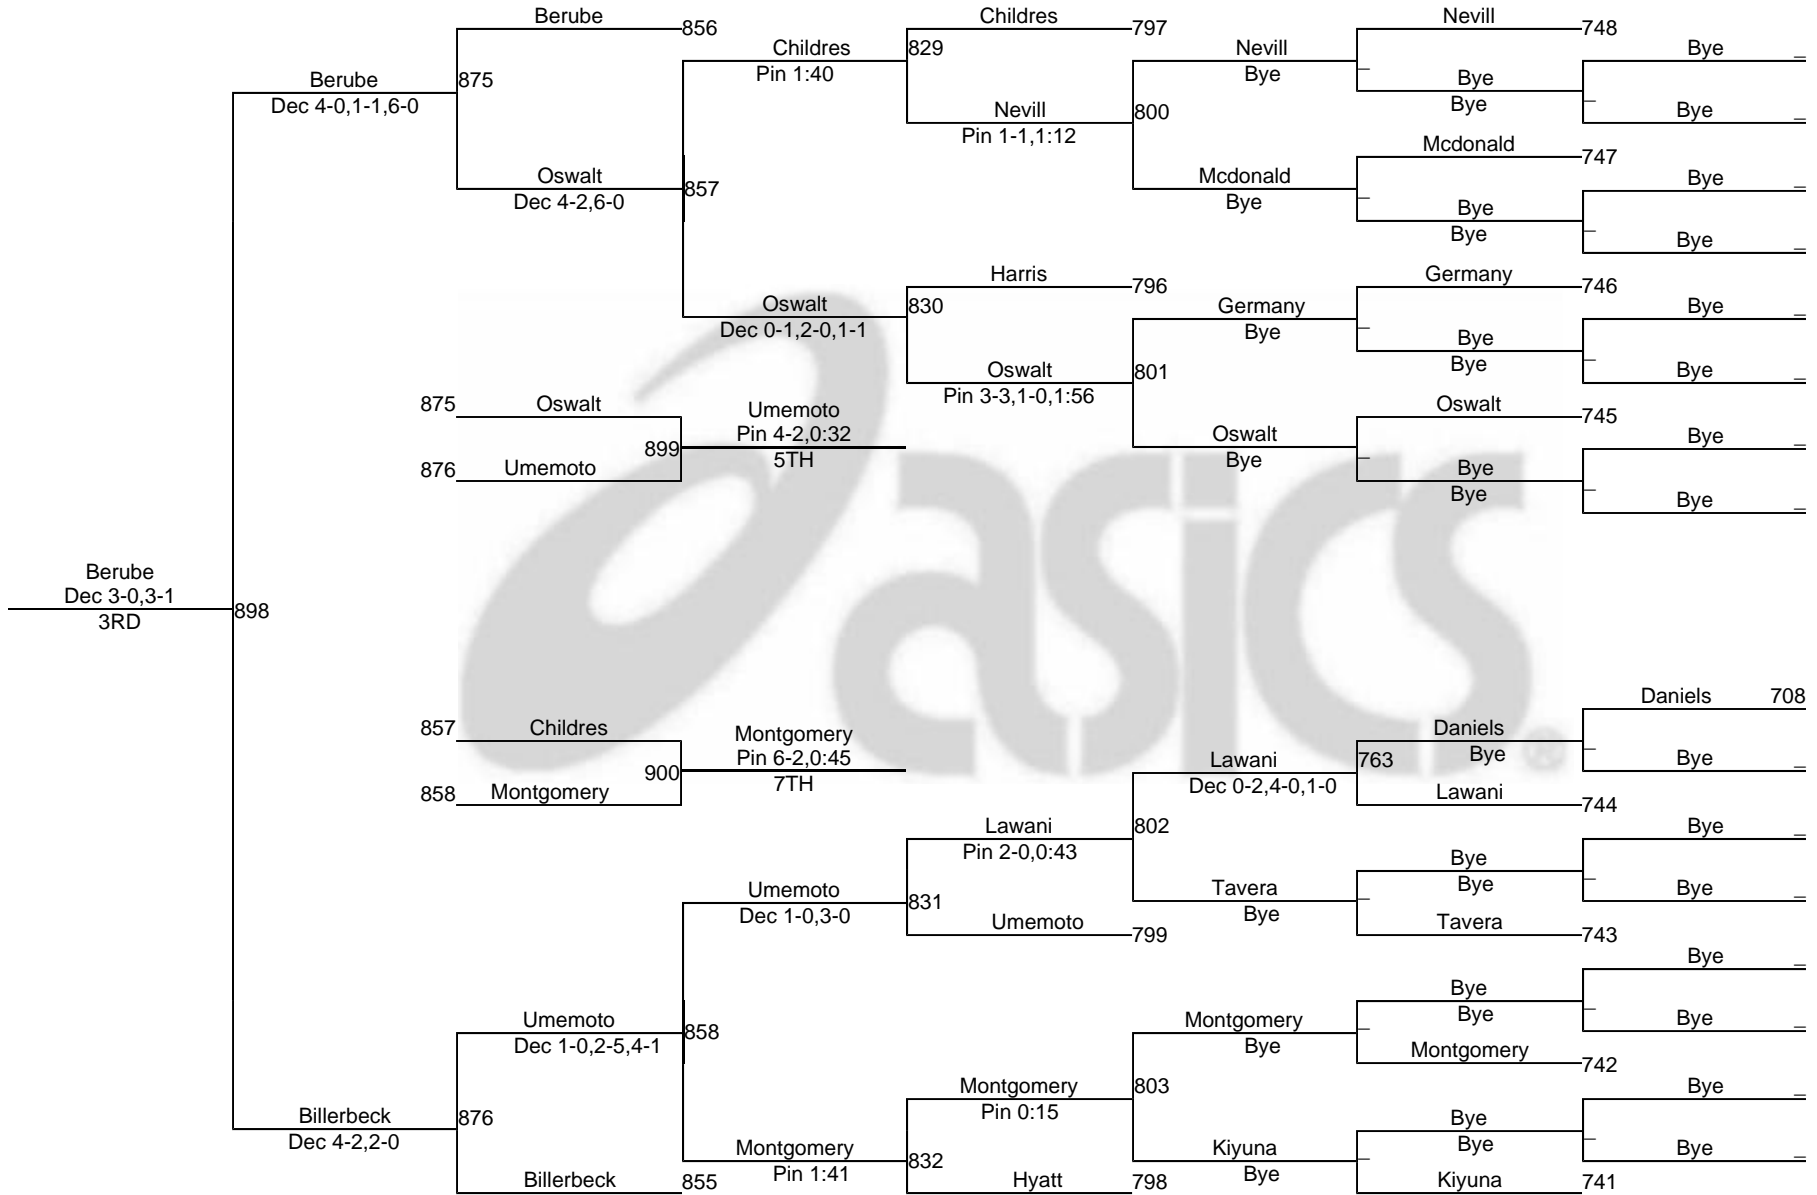 Berube
856
Childres
797
Nevill
748
Childres
829
Nevill
Bye
Pin 1:40
Bye
Bye
Berube
875
Bye
Dec 4-0,1-1,6-0
Nevill
800
Bye
Bye
Pin 1-1,1:12
Mcdonald
747
Oswalt
857
Mcdonald
Bye
Dec 4-2,6-0
Bye
Bye
Bye
Bye
Harris
796
Germany
746
Oswalt
830
Germany
Bye
Dec 0-1,2-0,1-1
Bye
Bye
Bye
Oswalt
801
Bye
Pin 3-3,1-0,1:56
875
Oswalt
Umemoto
Oswalt
745
Pin 4-2,0:32
Oswalt
Bye
899
5TH
Bye
876
Umemoto
Bye
Bye
Bye
asics
Berube
Dec 3-0,3-1
898
3RD
Daniels
708
857
Childres
Montgomery
Daniels
Pin 6-2,0:45
Lawani
763
Bye
Bye
®
900
7TH
Dec 0-2,4-0,1-0
858
Montgomery
Lawani
744
Lawani
802
Bye
Pin 2-0,0:43
Bye
Umemoto
831
Tavera
Bye
Bye
Dec 1-0,3-0
Bye
Umemoto
799
Tavera
743
Bye
Bye
Umemoto
858
Montgomery
Bye
Bye
Dec 1-0,2-5,4-1
Bye
Montgomery
742
Montgomery
803
Bye
Billerbeck
876
Pin 0:15
Bye
Dec 4-2,2-0
Montgomery
832
Kiyuna
Bye
Bye
Pin 1:41
Bye
Billerbeck
855
Hyatt
798
Kiyuna
741